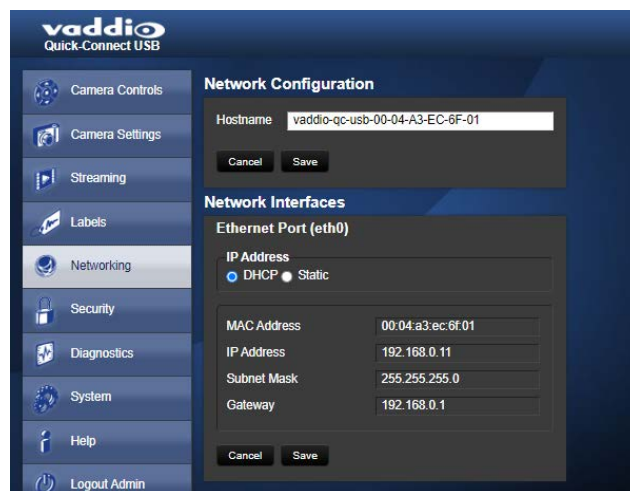 vaddio
Quick-Connect USB
Camera Controls
Camera Settings
Streaming
Labels
Networking
Security
Diagnostics
System
Help
Logout Admin
Network Configuration
Hostname vaddio-qc-usb-00-04-A3-EC-6F-01
Cancel Save
Network Interfaces
Ethernet Port (eth0)
IP Address
DHCP Static
MAC Address 00:04:a3:ec:6f:01
IP Address 192.168.0.11
Subnet Mask 255.255.255.0
Gateway 192.168.0.1
Cancel Save